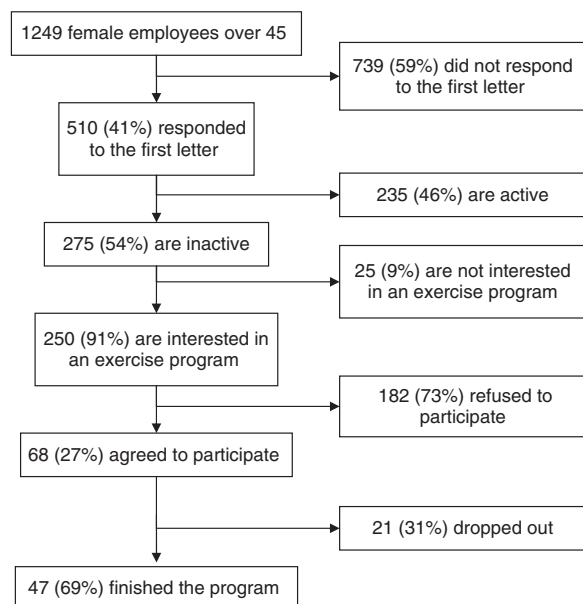 1249 female employees over 45
739 (59%) did not respond
to the first letter
510 (41%) responded
to the first letter
235 (46%) are active
275 (54%) are inactive
25 (9%) are not interested
in an exercise program
250 (91%) are interested in
an exercise program
182 (73%) refused to
participate
68 (27%) agreed to participate
21 (31%) dropped out
47 (69%) finished the program